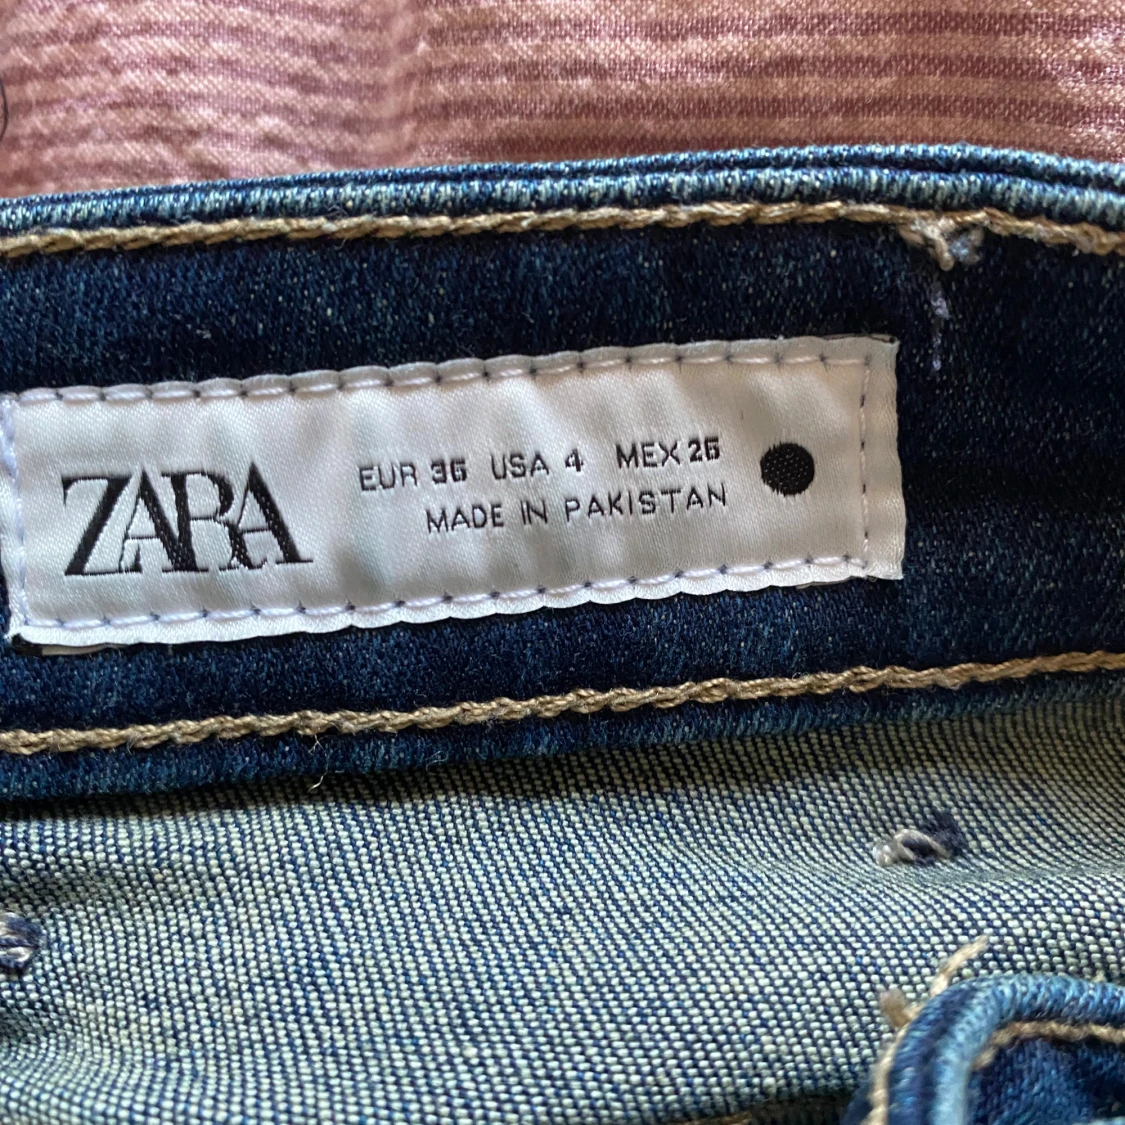 ZARA
EUR 36 USA 4 MEX 26
MADE IN PAKISTAN